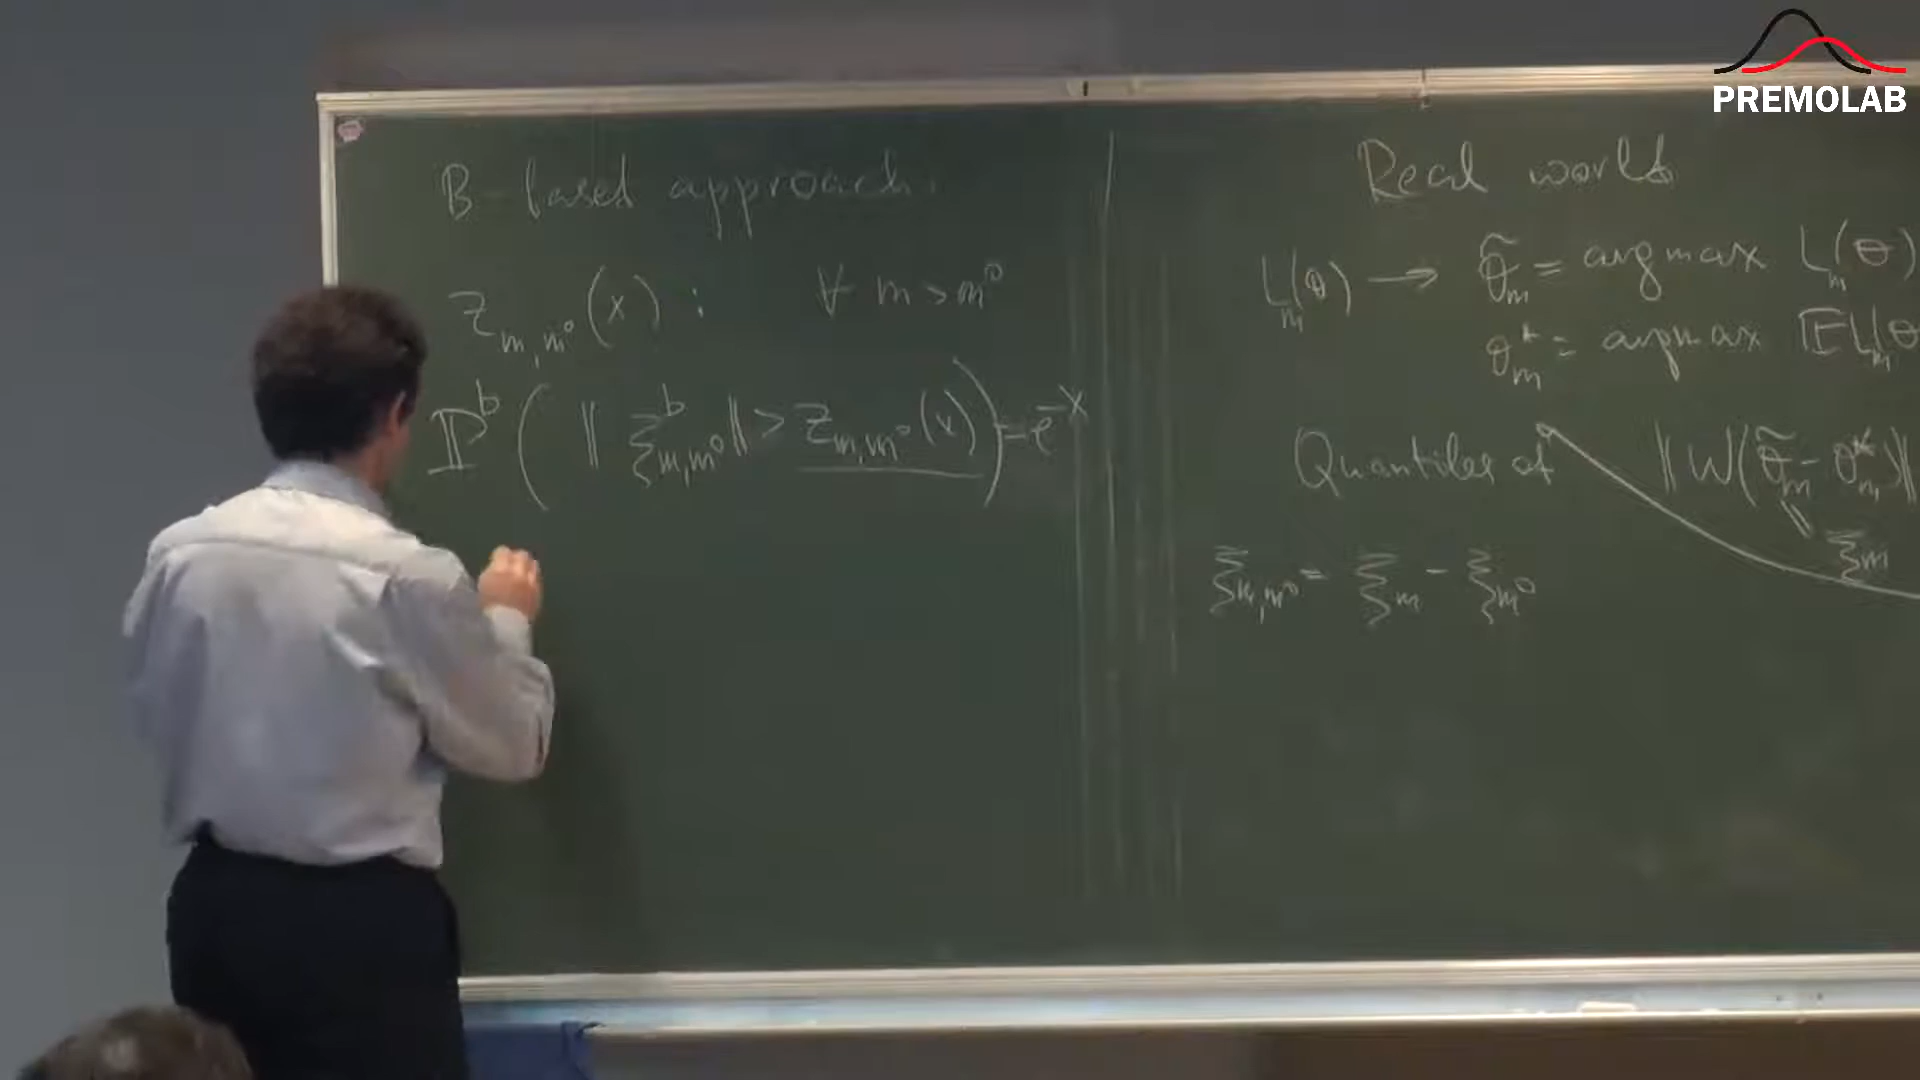 PREMOLAB
B-based approach:
z_{m,m°}(x) : ∀ m > m°
ℙ^b ( ‖ ξ^b_{m,m°} ‖ > z_{m,m°}(x) ) = e^{-x}
Real world
L_m(θ) → θ̃_m = argmax L_m(θ)
θ*_m = argmax 𝔼L_m(θ
Quantiles of ‖W(θ̃_m - θ*_m)‖
ξ_m
ξ_{m,m°} = ξ_m - ξ_{m°}